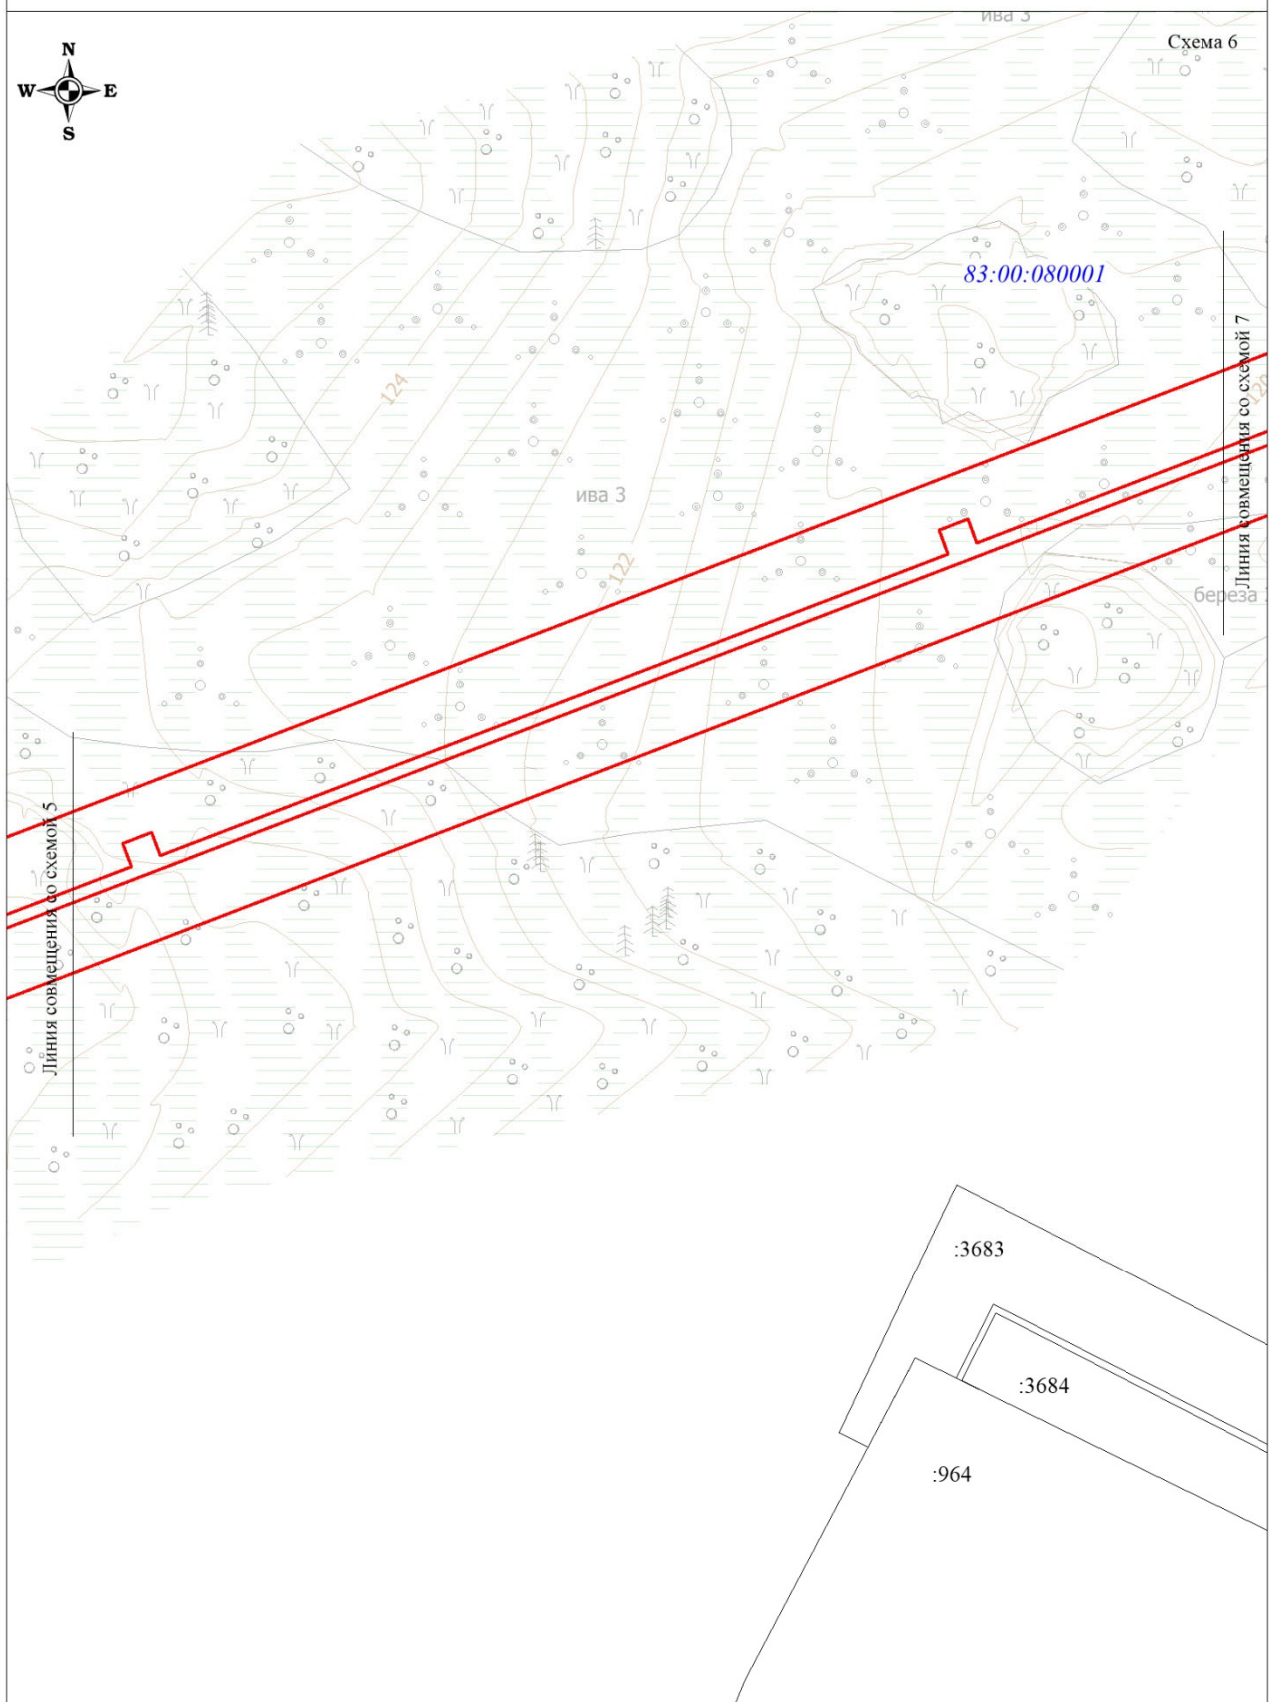 ива 3
Схема 6
N
W E
S
83:00:080001
Линия совмещения со схемой 7
120
124
ива 3
122
береза
Линия совмещения со схемой 5
:3683
:3684
:964